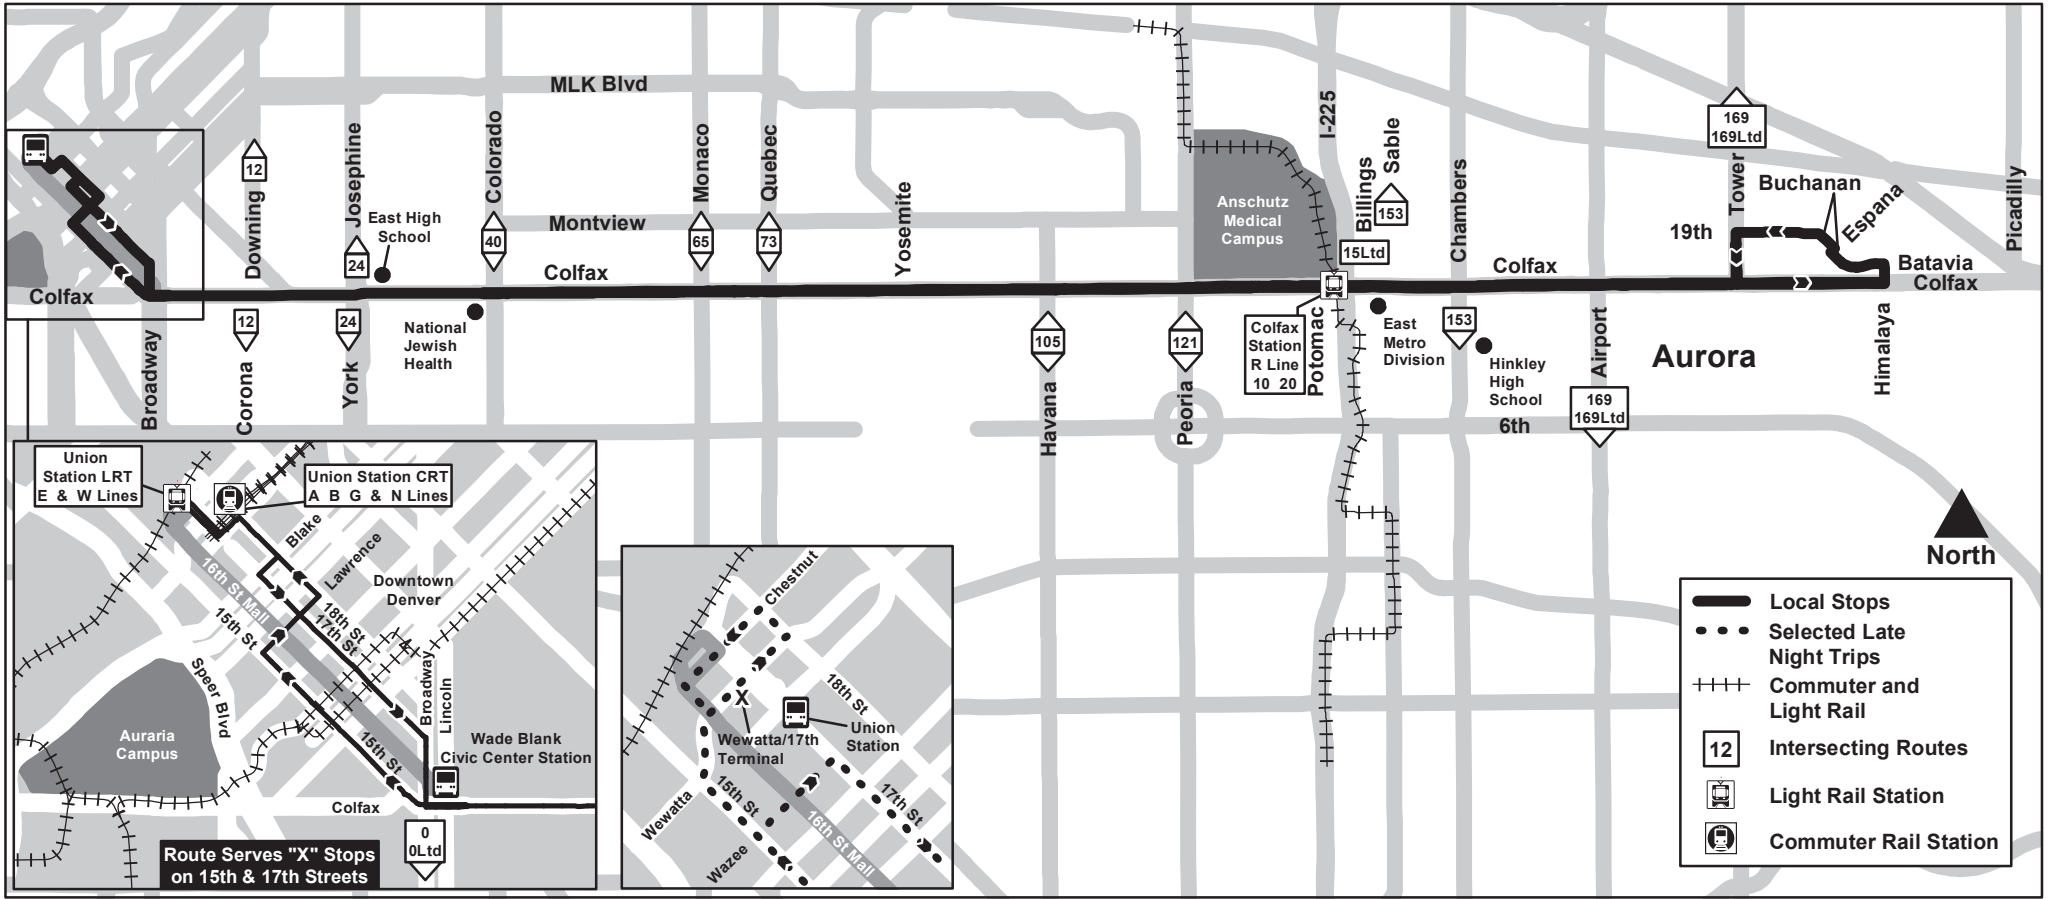 MLK Blvd
Montview
Colfax
Colfax
Colfax
Colfax
12
Downing
Josephine
24
East High
School
Colorado
40
Monaco
65
Quebec
73
Yosemite
Anschutz
Medical
Campus
I-225
Billings
Sable
153
15Ltd
Chambers
169
169Ltd
Tower
Buchanan
Espana
19th
Batavia
Picadilly
Broadway
12
Corona
24
York
National
Jewish
Health
105
Havana
121
Peoria
Colfax
Station
R Line
10 20
Potomac
East
Metro
Division
153
Hinkley
High
School
Airport
169
169Ltd
Aurora
6th
Himalaya
North
Union
Station LRT
E & W Lines
Union Station CRT
A B G & N Lines
Blake
Lawrence
Downtown
Denver
16th St Mall
15th St
18th St
17th St
Speer Blvd
Broadway
Lincoln
Auraria
Campus
15th St
Wade Blank
Civic Center Station
Colfax
0
0Ltd
Route Serves "X" Stops
on 15th & 17th Streets
Chestnut
18th St
X
Union
Station
Wewatta/17th
Terminal
Wewatta
15th St
17th St
16th St Mall
Wazee
Local Stops
Selected Late
Night Trips
Commuter and
Light Rail
12
Intersecting Routes
Light Rail Station
Commuter Rail Station